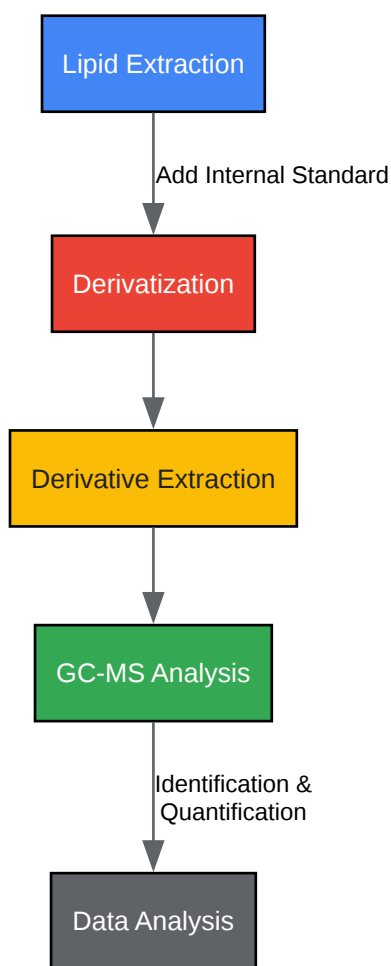 Lipid Extraction
Add Internal Standard
Derivatization
Derivative Extraction
GC-MS Analysis
Identification &
Quantification
Data Analysis